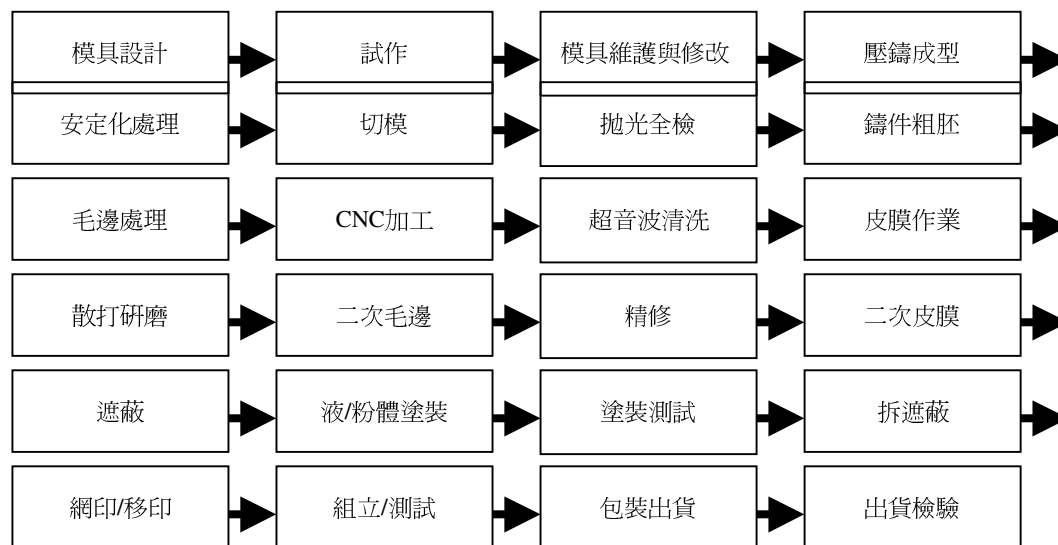 模具設計
試作
模具維護與修改
壓鑄成型
安定化處理
切模
拋光全檢
鑄件粗胚
毛邊處理
CNC加工
超音波清洗
皮膜作業
散打研磨
二次毛邊
精修
二次皮膜
遮蔽
液/粉體塗裝
塗裝測試
拆遮蔽
網印/移印
組立/測試
包裝出貨
出貨檢驗